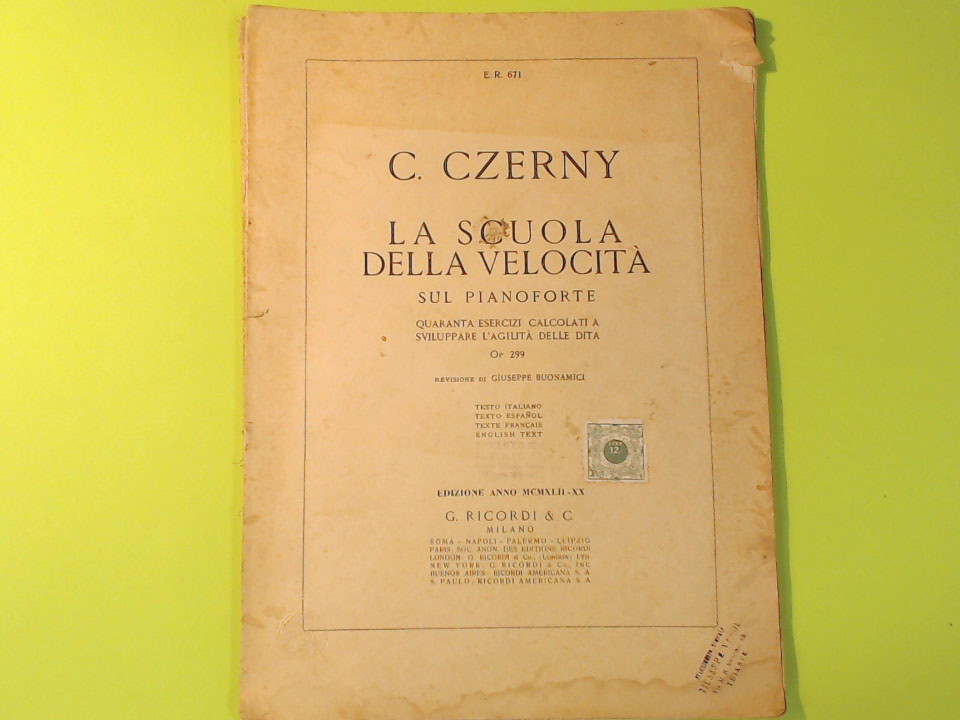 E. R. 671
C. CZERNY
LA SCUOLA
DELLA VELOCITÀ
SUL PIANOFORTE
QUARANTA ESERCIZI CALCOLATI A
SVILUPPARE L'AGILITÀ DELLE DITA
OP 299
REVISIONE DI GIUSEPPE BUONAMICI
TESTO ITALIANO
TEXTO ESPAÑOL
TEXTE FRANÇAIS
ENGLISH TEXT
12
EDIZIONE ANNO MCMXLII-XX
G. RICORDI & C.
MILANO
ROMA - NAPOLI - PALERMO - LEIPZIG
PARIS: SOC. ANON. DES EDITIONS RICORDI
LONDON: G. RICORDI & Co., (LONDON) LTD
NEW YORK: G. RICORDI & Co., INC
BUENOS AIRES: RICORDI AMERICANA S. A
S. PAULO: RICORDI AMERICANA S. A
GIUSEPPE
TRIESTE